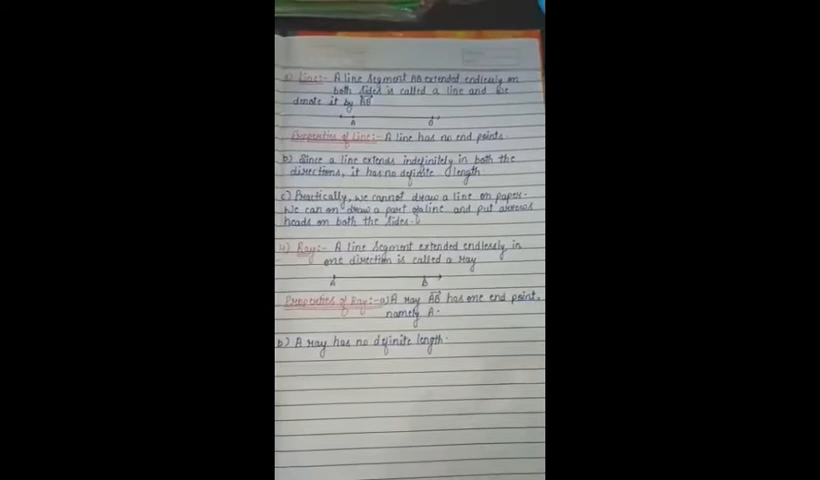 Line:- A line segment AB extended endlessly on
both sides is called a line and we
denote it by AB
A
Properties of Line:- A line has no end points.
b) Since a line extends indefinitely in both the
directions, it has no definite length
c) Practically, we cannot draw a line on paper.
We can on draw a part of line and put arrows
heads on both the sides.
4) Ray:- A line segment extended endlessly in
one direction is called a ray
A B
Properties of Ray:- a) A ray AB has one end point.
namely A.
b) A ray has no definite length.